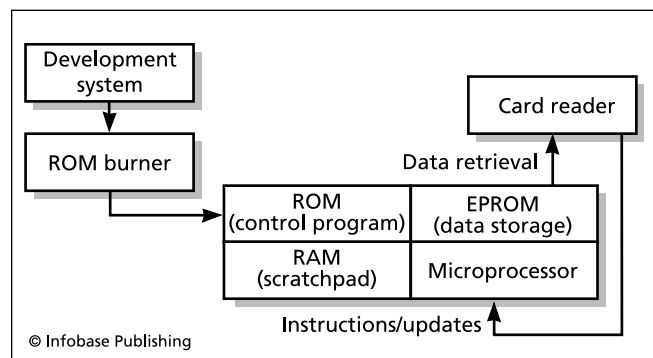 Development
system
ROM burner
Card reader
Data retrieval
ROM
(control program)
EPROM
(data storage)
RAM
(scratchpad)
Microprocessor
Instructions/updates
© Infobase Publishing